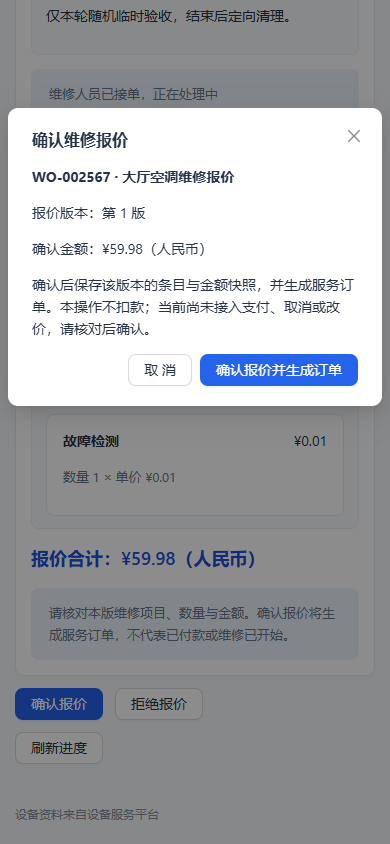 仅本轮随机临时验收，结束后定向清理。
维修人员已接单，正在处理中
确认维修报价
WO-002567 · 大厅空调维修报价
报价版本：第 1 版
确认金额：¥59.98（人民币）
确认后保存该版本的条目与金额快照，并生成服务订
单。本操作不扣款；当前尚未接入支付、取消或改
价，请核对后确认。
取 消
确认报价并生成订单
故障检测
¥0.01
数量 1 × 单价 ¥0.01
报价合计：¥59.98（人民币）
请核对本版维修项目、数量与金额。确认报价将生
成服务订单，不代表已付款或维修已开始。
确认报价
拒绝报价
刷新进度
设备资料来自设备服务平台